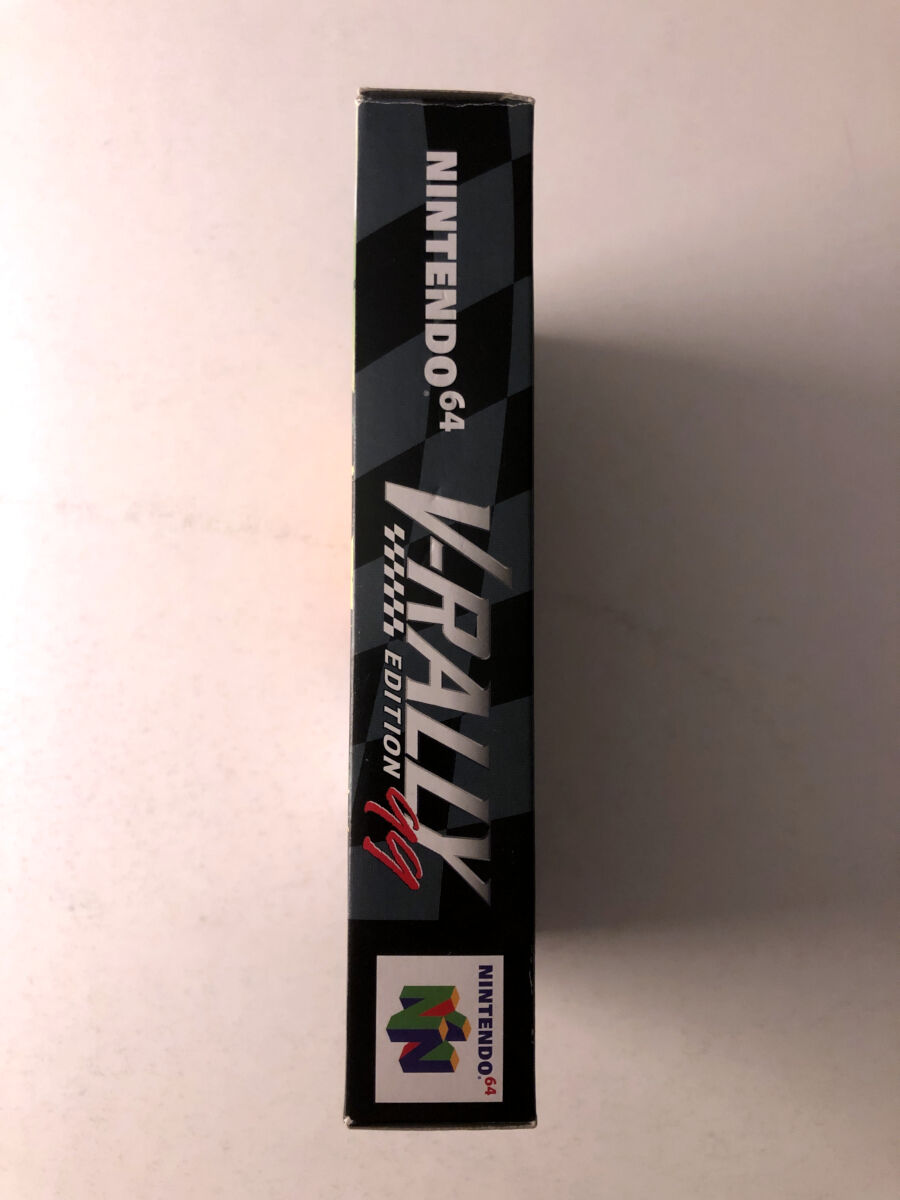 NINTENDO64
V-RALLY
EDITION 99
NINTENDO64